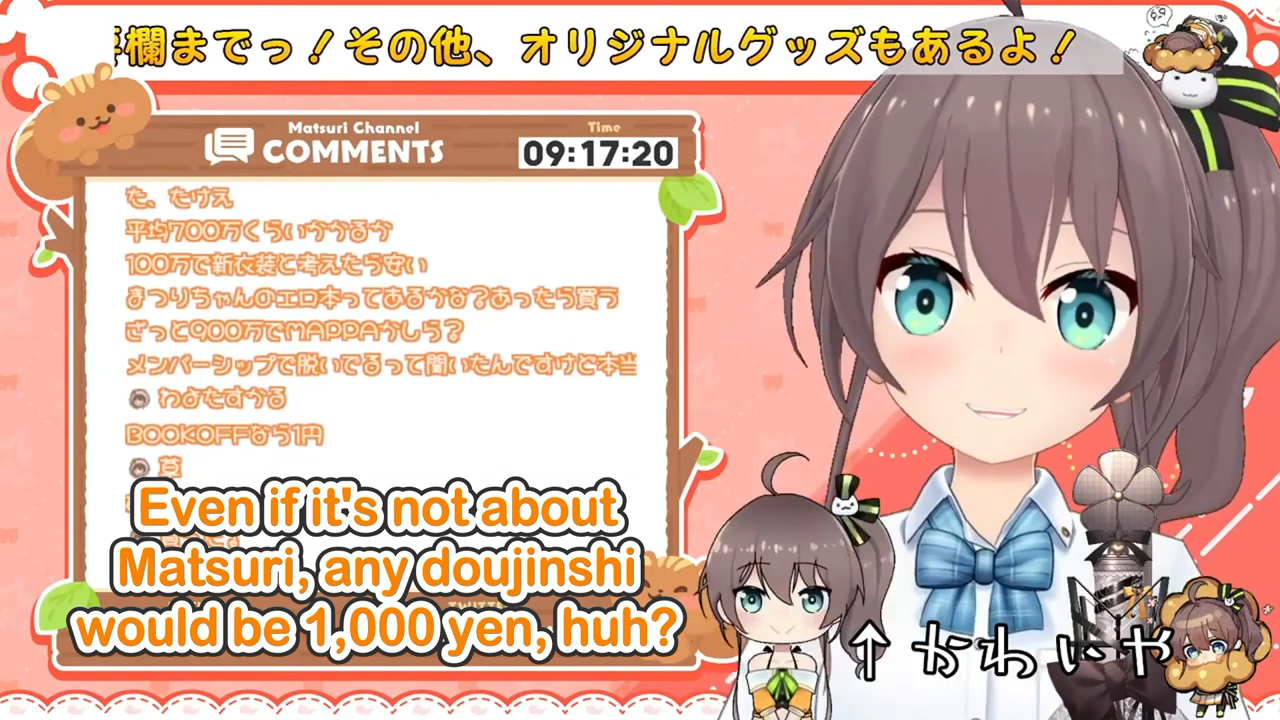 欄までっ！その他、オリジナルグッズもあるよ！
Matsuri Channel
COMMENTS
Time
09:17:20
た、たけえ
平均700万くらいかかるか
100万で新衣装と考えたら安い
まつりちゃんのエロ本ってあるかな？あったら買う
ざっと900万でMAPPAかしら？
メンバーシップで脱いでるって聞いたんですけど本当
わよたすかる
BOOKOFFなら1円
草
Even if it's not about
Matsuri, any doujinshi
would be 1,000 yen, huh?
↑かわいいや